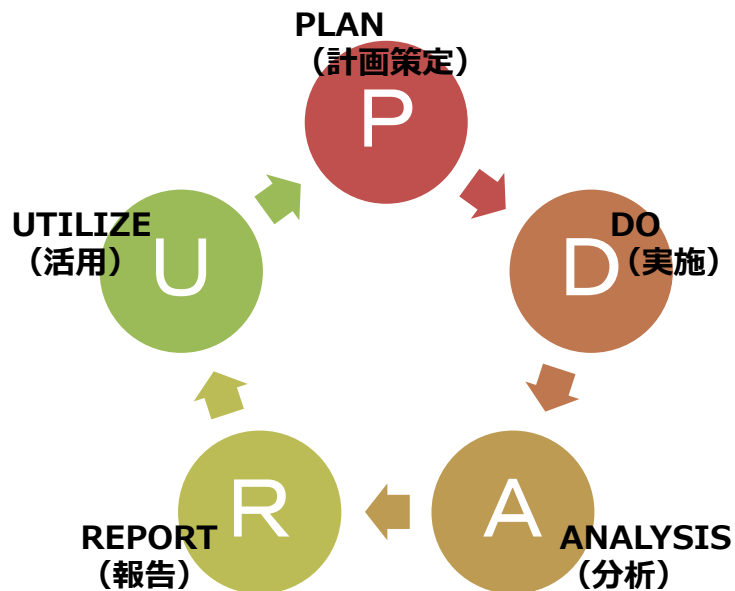 PLAN
（計画策定）
P
DO
（実施）
D
ANALYSIS
（分析）
A
REPORT
（報告）
R
UTILIZE
（活用）
U